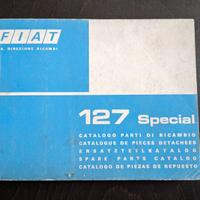 FIAT
DIREZIONE RICAMBI
127 Special
CATALOGO PARTI DI RICAMBIO
CATALOGUE DE PIECES DETACHEES
ERSATZTEILKATALOG
SPARE PARTS CATALOG
CATALOGO DE PIEZAS DE REPUESTO